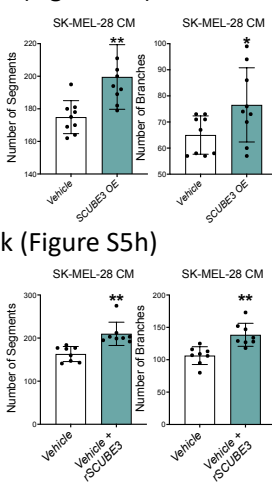 SK-MEL-28 CM SK-MEL-28 CM
Number of Segments
220
200
180
160
140
**
Vehicle
SCUBE3 OE
Number of Branches
100
90
80
70
60
50
*
Vehicle
SCUBE3 OE
k (Figure S5h)
SK-MEL-28 CM SK-MEL-28 CM
Number of Segments
300
200
100
0
**
Vehicle
Vehicle +
rSCUBE3
Number of Branches
200
150
100
50
0
**
Vehicle
Vehicle +
rSCUBE3